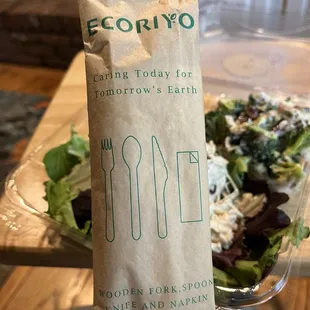 ECORIYO
Caring Today for
Tomorrow's Earth
WOODEN FORK, SPOON
KNIFE AND NAPKIN